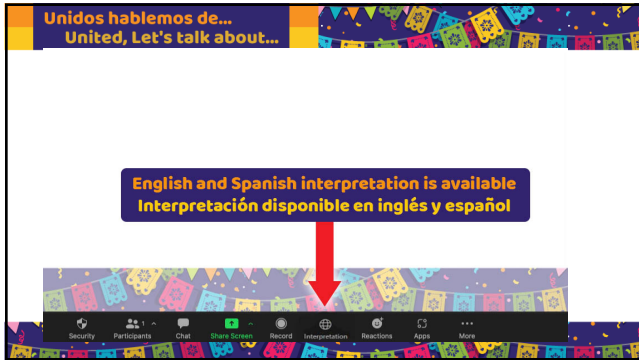 Unidos hablemos de...
United, Let's talk about...
English and Spanish interpretation is available
Interpretación disponible en inglés y español
Security
Participants
1
Chat
Share Screen
Record
Interpretation
Reactions
Apps
More